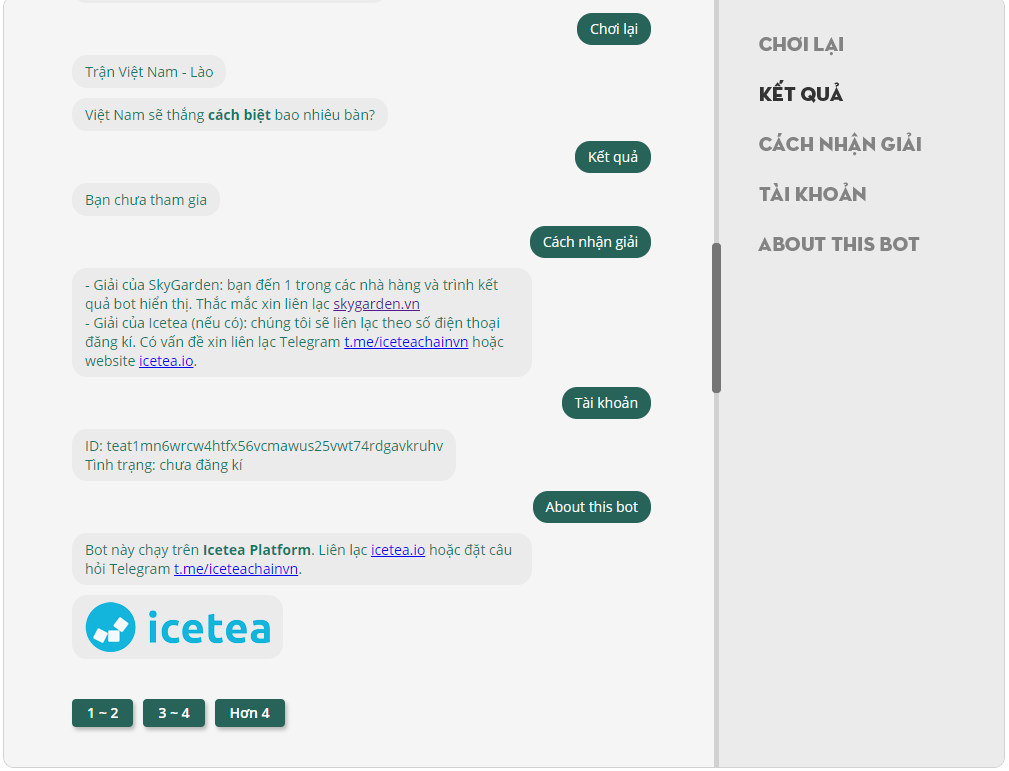 Chơi lại
Trận Việt Nam - Lào
Việt Nam sẽ thắng cách biệt bao nhiêu bàn?
Kết quả
Bạn chưa tham gia
Cách nhận giải
- Giải của SkyGarden: bạn đến 1 trong các nhà hàng và trình kết
quả bot hiển thị. Thắc mắc xin liên lạc skygarden.vn
- Giải của Icetea (nếu có): chúng tôi sẽ liên lạc theo số điện thoại
đăng kí. Có vấn đề xin liên lạc Telegram t.me/iceteachainvn hoặc
website icetea.io.
Tài khoản
ID: teat1mn6wrcw4htfx56vcmawus25vwt74rdgavkruhv
Tình trạng: chưa đăng kí
About this bot
Bot này chạy trên Icetea Platform. Liên lạc icetea.io hoặc đặt câu
hỏi Telegram t.me/iceteachainvn.
icetea
1 ~ 2
3 ~ 4
Hơn 4
CHƠI LẠI
KẾT QUẢ
CÁCH NHẬN GIẢI
TÀI KHOẢN
ABOUT THIS BOT